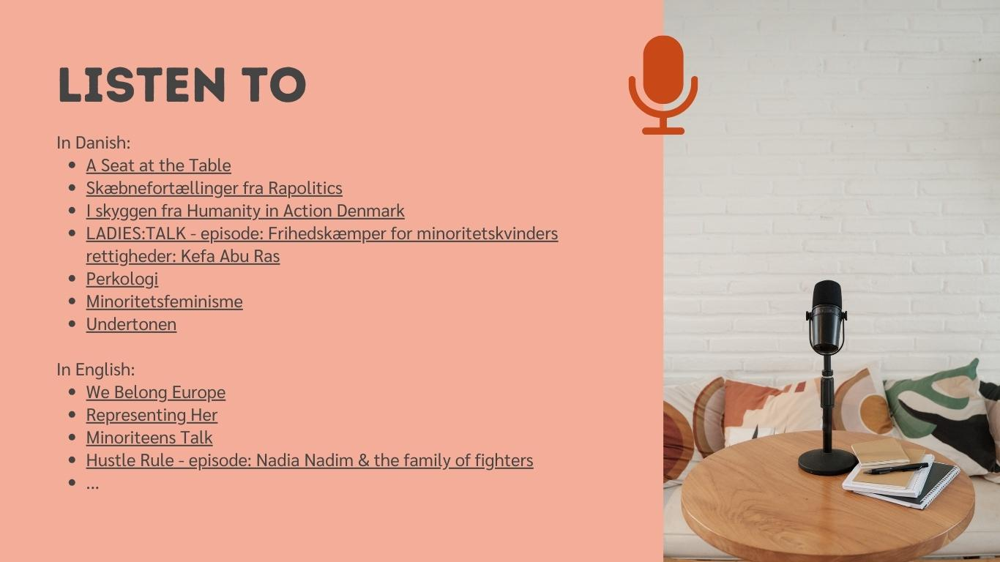 LISTEN TO
In Danish:
• A Seat at the Table
• Skæbnefortællinger fra Rapolitics
• I skyggen fra Humanity in Action Denmark
• LADIES:TALK - episode: Frihedskæmper for minoritetskvinders
rettigheder: Kefa Abu Ras
• Perkologi
• Minoritetsfeminisme
• Undertonen
In English:
• We Belong Europe
• Representing Her
• Minoriteens Talk
• Hustle Rule - episode: Nadia Nadim & the family of fighters
• ...